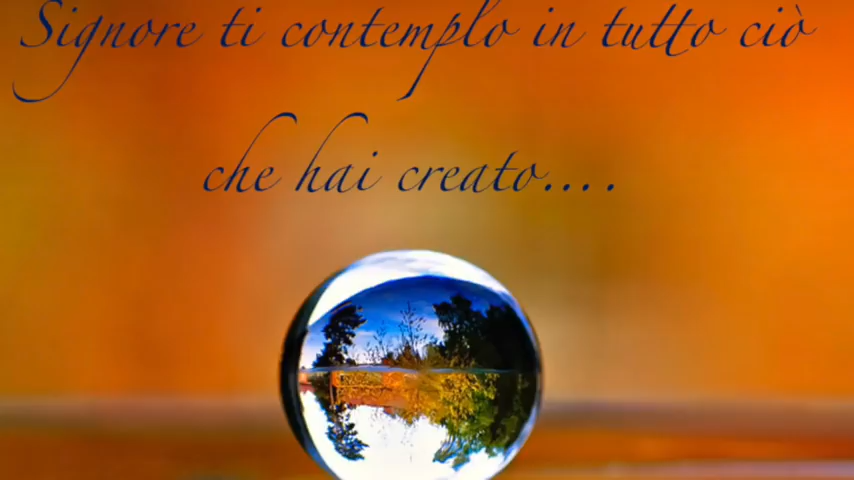 Signore ti contemplo in tutto ciò
che hai creato....